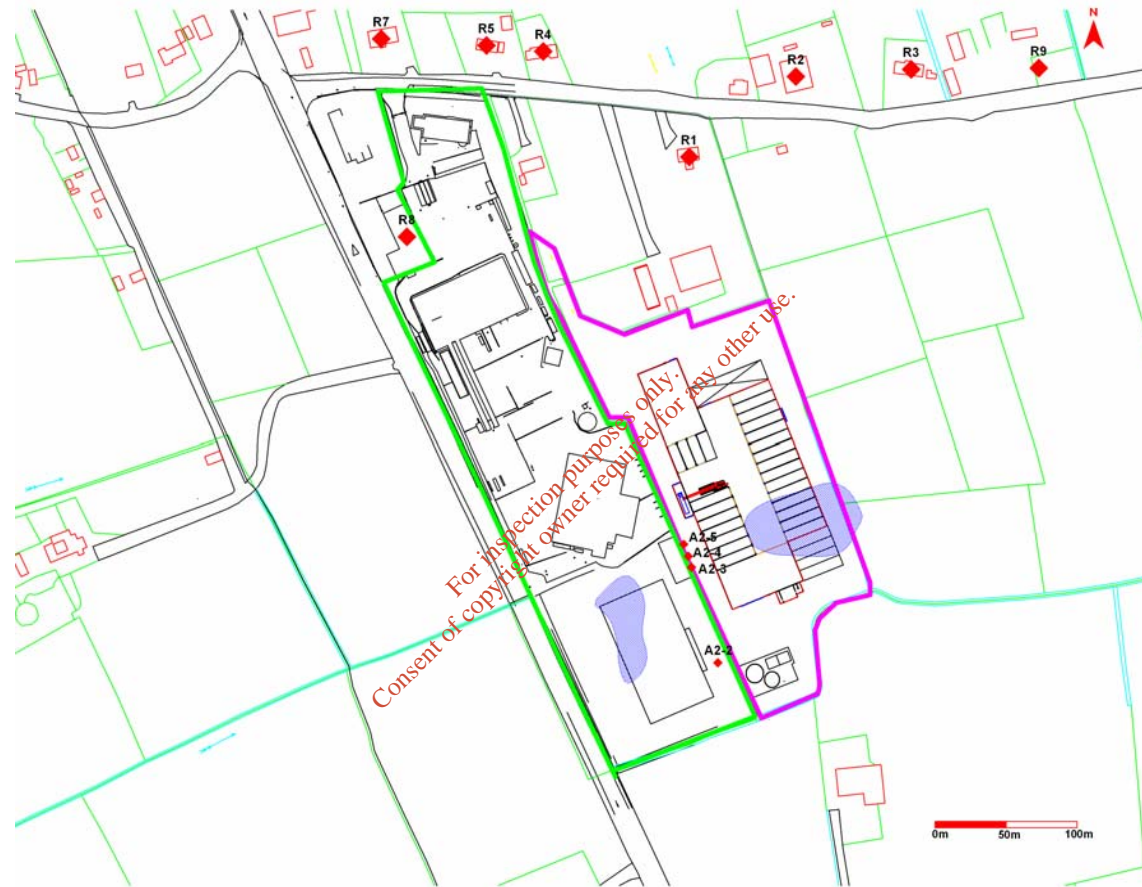 N
R7
R5
R4
R2
R3
R9
R1
R8
For inspection purposes only.
Consent of copyright owner required for any other use.
A2-5
A2-4
A2-3
A2-2
0m 50m 100m